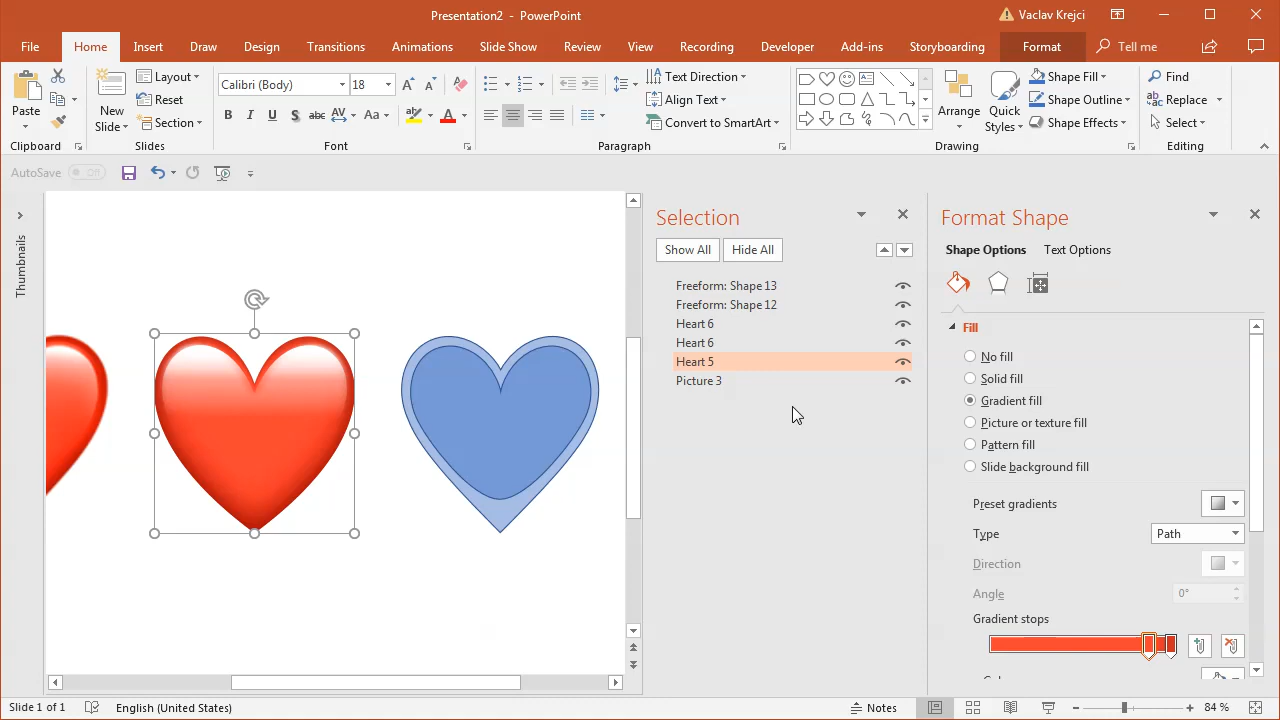 Presentation2 - PowerPoint
Vaclav Krejci
File Home Insert Draw Design Transitions Animations Slide Show Review View Recording Developer Add-ins Storyboarding Format Tell me
Paste
New
Slide
Layout
Reset
Section
Calibri (Body) 18
B I U S abc AV Aa A
Text Direction
Align Text
Convert to SmartArt
Arrange
Quick
Styles
Shape Fill
Shape Outline
Shape Effects
Find
Replace
Select
Clipboard Slides Font Paragraph Drawing Editing
AutoSave Off
Thumbnails
Selection
Show All Hide All
Freeform: Shape 13
Freeform: Shape 12
Heart 6
Heart 6
Heart 5
Picture 3
Format Shape
Shape Options Text Options
Fill
No fill
Solid fill
Gradient fill
Picture or texture fill
Pattern fill
Slide background fill
Preset gradients
Type Path
Direction
Angle 0°
Gradient stops
Slide 1 of 1 English (United States) Notes 84 %